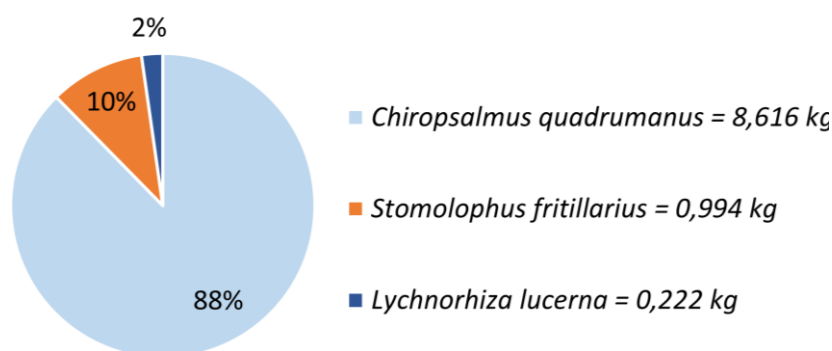 2%
10%
88%
Chiropsalmus quadrumanus = 8,616 kg
Stomolophus fritillarius = 0,994 kg
Lychnorhiza lucerna = 0,222 kg